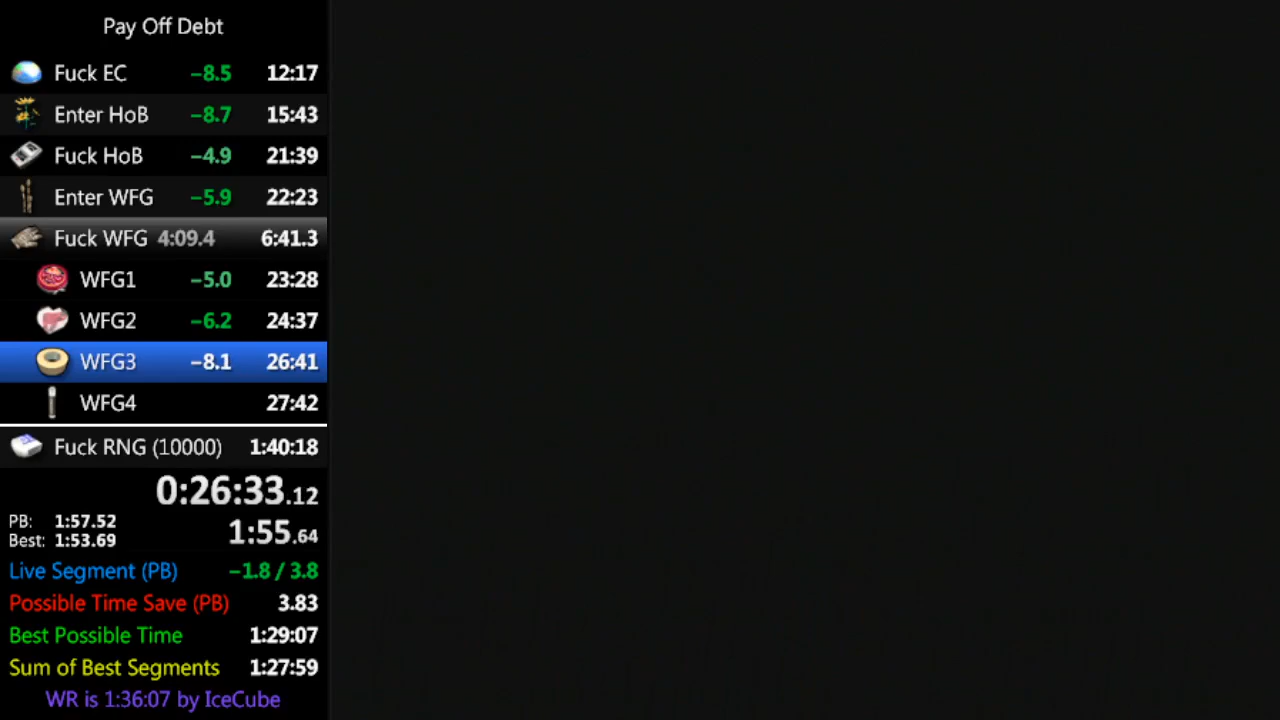 Pay Off Debt
Fuck EC −8.5 12:17
Enter HoB −8.7 15:43
Fuck HoB −4.9 21:39
Enter WFG −5.9 22:23
Fuck WFG 4:09.4 6:41.3
WFG1 −5.0 23:28
WFG2 −6.2 24:37
WFG3 −8.1 26:41
WFG4 27:42
Fuck RNG (10000) 1:40:18
0:26:33.12
PB: 1:57.52
Best: 1:53.69
1:55.64
Live Segment (PB) −1.8 / 3.8
Possible Time Save (PB) 3.83
Best Possible Time 1:29:07
Sum of Best Segments 1:27:59
WR is 1:36:07 by IceCube